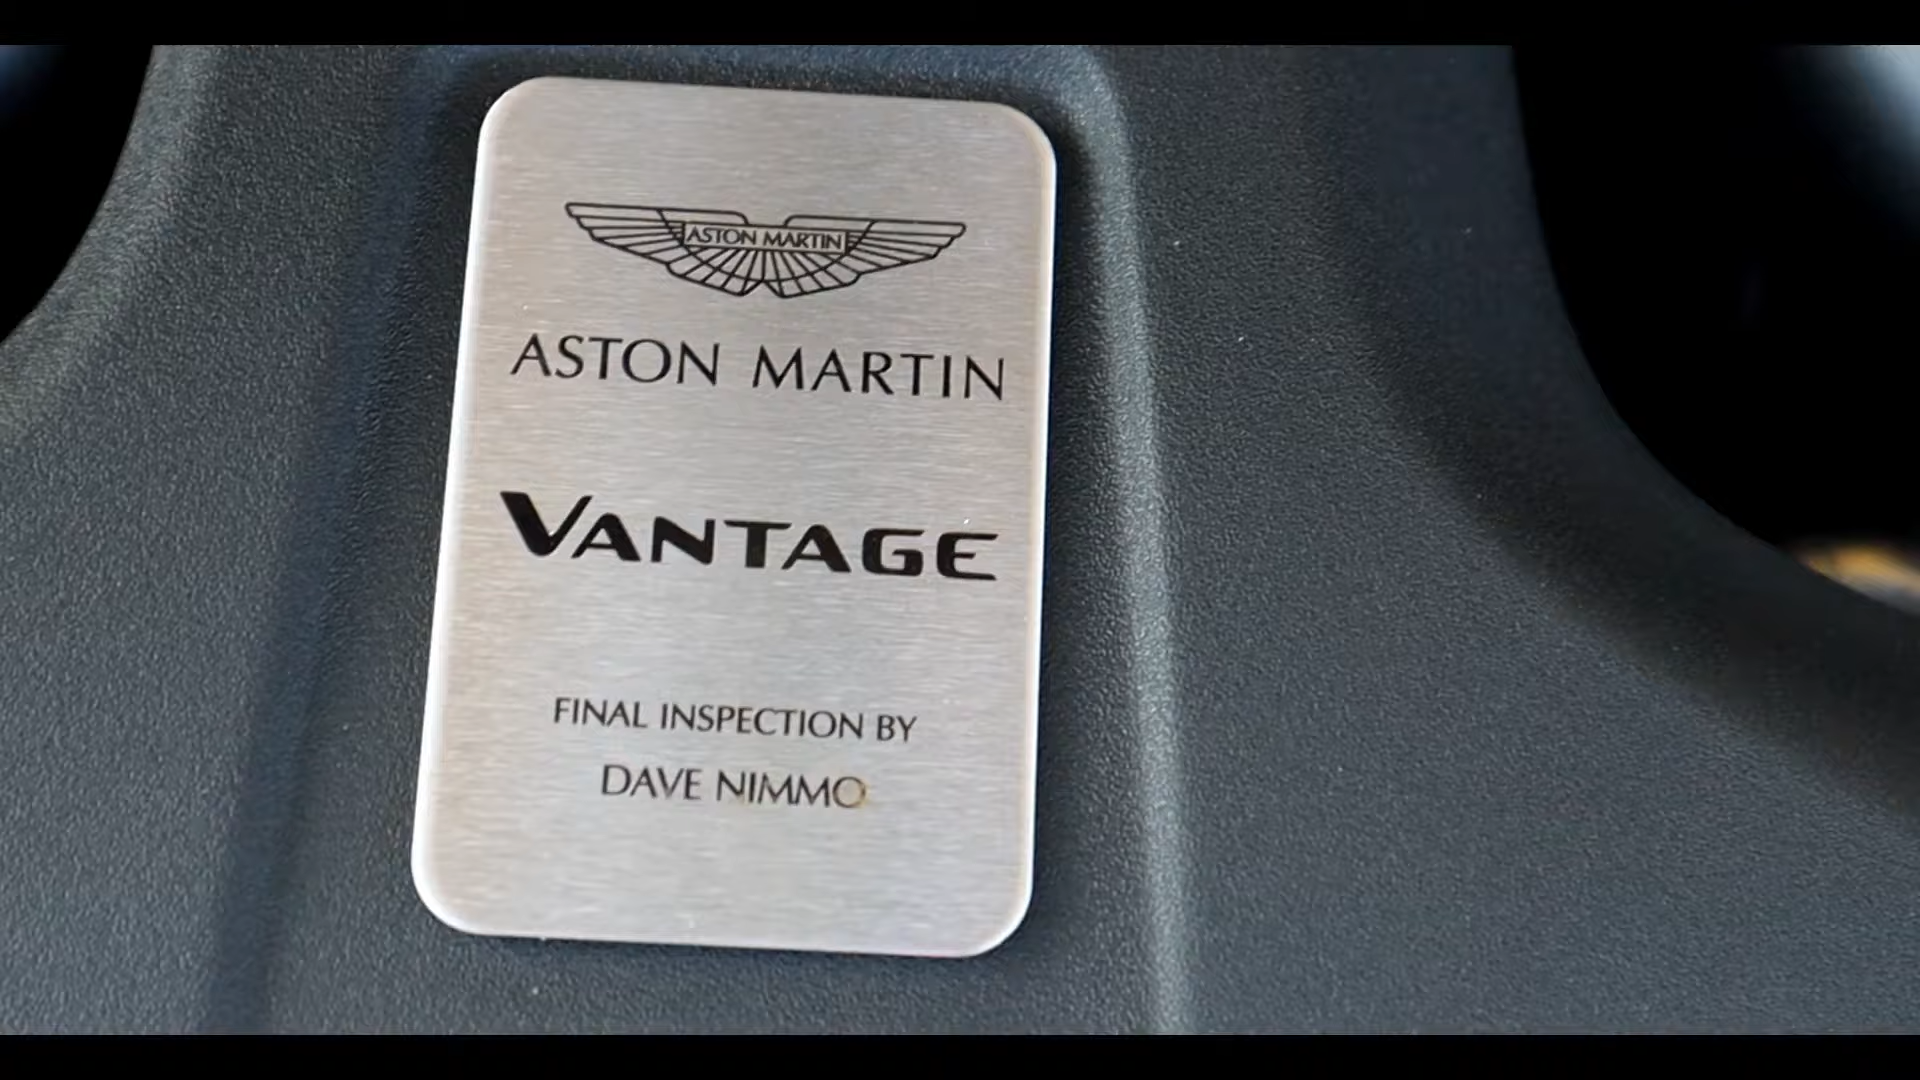 ASTON MARTIN
ASTON MARTIN
VANTAGE
FINAL INSPECTION BY
DAVE NIMMO